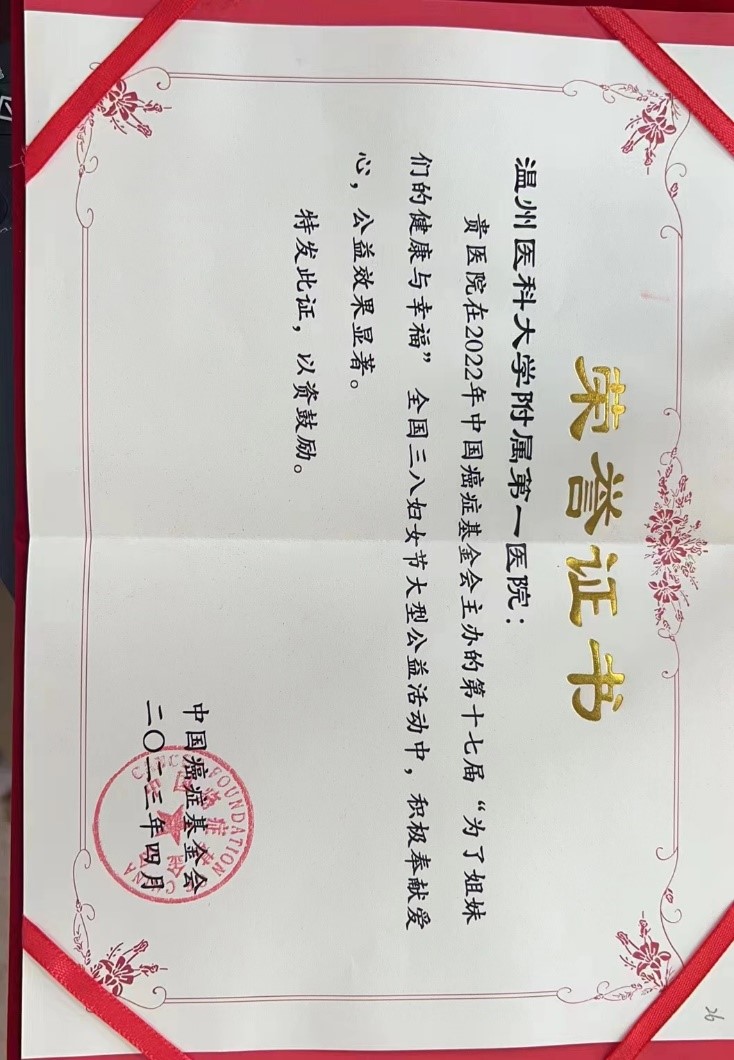 荣誉证书
温州医科大学附属第一医院：
贵医院在2022年中国癌症基金会主办的第十七届“为了姐妹
们的健康与幸福”全国三八妇女节大型公益活动中，积极奉献爱
心，公益效果显著。
特发此证，以资鼓励。
中国癌症基金会
二〇二三年四月
FOUNDATION
26